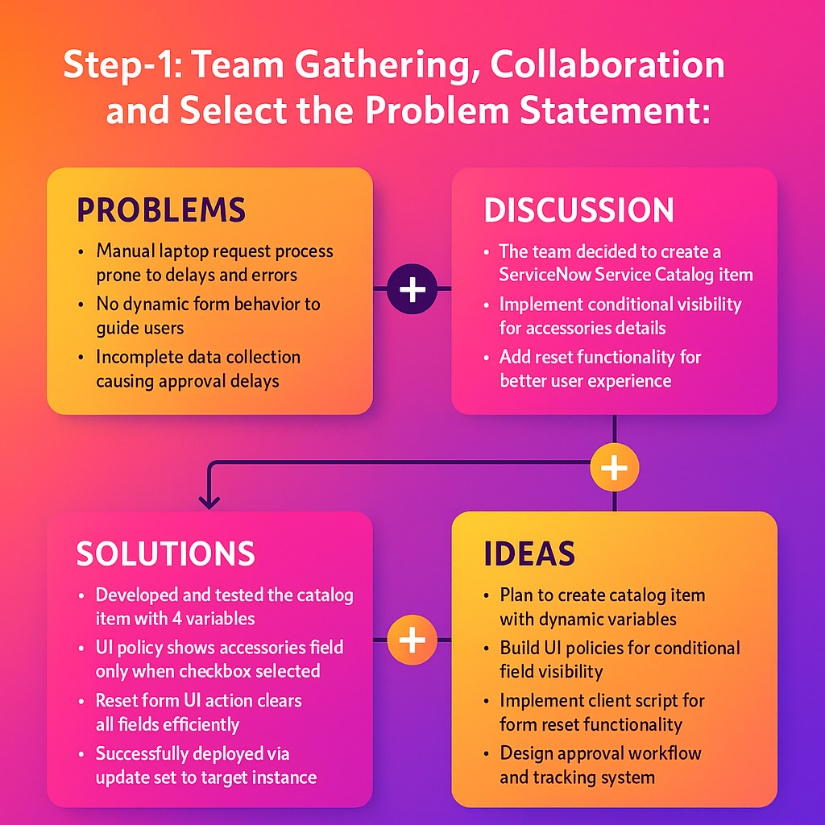 Step-1: Team Gathering, Collaboration
and Select the Problem Statement:
PROBLEMS
• Manual laptop request process
prone to delays and errors
• No dynamic form behavior to
guide users
• Incomplete data collection
causing approval delays
+
DISCUSSION
• The team decided to create a
ServiceNow Service Catalog item
• Implement conditional visibility
for accessories details
• Add reset functionality for
better user experience
+
SOLUTIONS
• Developed and tested the catalog
item with 4 variables
• UI policy shows accessories field
only when checkbox selected
• Reset form UI action clears
all fields efficiently
• Successfully deployed via
update set to target instance
+
IDEAS
• Plan to create catalog item
with dynamic variables
• Build UI policies for conditional
field visibility
• Implement client script for
form reset functionality
• Design approval workflow
and tracking system